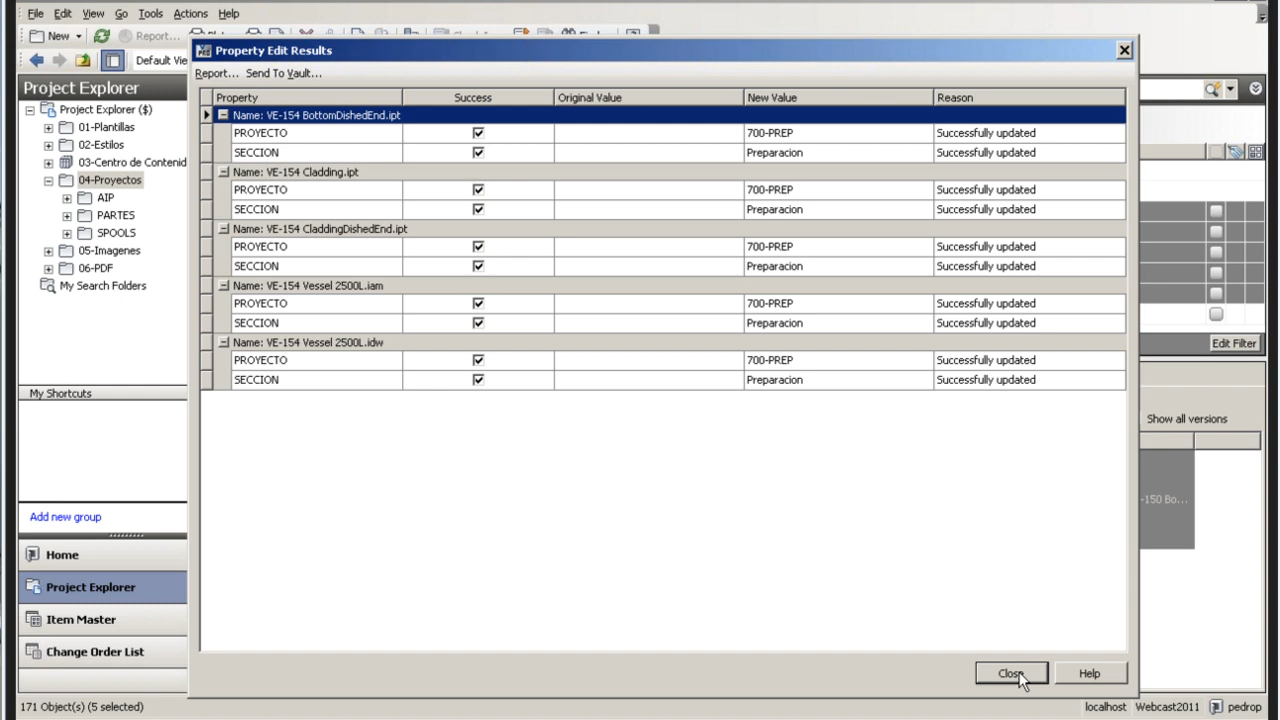 File Edit View Go Tools Actions Help
New Report...
Default Vie
Project Explorer
Project Explorer ($)
01-Plantillas
02-Estilos
03-Centro de Contenid
04-Proyectos
AIP
PARTES
SPOOLS
05-Imagenes
06-PDF
My Search Folders
My Shortcuts
Add new group
Home
Project Explorer
Item Master
Change Order List
Property Edit Results
Report... Send To Vault...
Property Success Original Value New Value Reason
Name: VE-154 BottomDishedEnd.ipt
PROYECTO 700-PREP Successfully updated
SECCION Preparacion Successfully updated
Name: VE-154 Cladding.ipt
PROYECTO 700-PREP Successfully updated
SECCION Preparacion Successfully updated
Name: VE-154 CladdingDishedEnd.ipt
PROYECTO 700-PREP Successfully updated
SECCION Preparacion Successfully updated
Name: VE-154 Vessel 2500L.iam
PROYECTO 700-PREP Successfully updated
SECCION Preparacion Successfully updated
Name: VE-154 Vessel 2500L.idw
PROYECTO 700-PREP Successfully updated
SECCION Preparacion Successfully updated
Close Help
Edit Filter
Show all versions
-150 Bo...
171 Object(s) (5 selected) localhost Webcast2011 pedrop